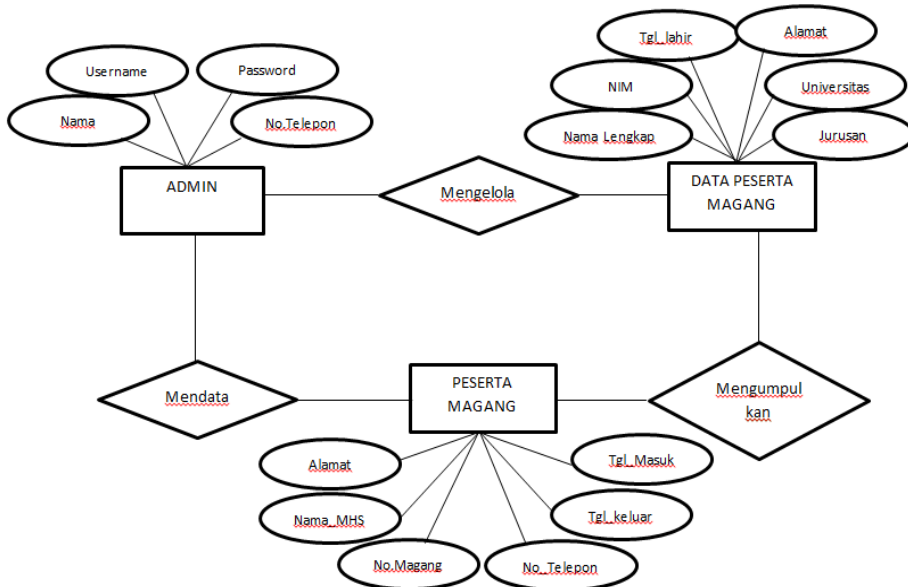 Tgl_lahir
Alamat
Username
Password
NIM
Universitas
Nama
No.Telepon
Nama Lengkap
Jurusan
ADMIN
Mengelola
DATA PESERTA
MAGANG
Mendata
PESERTA
MAGANG
Mengumpul
kan
Alamat
Tgl_Masuk
Nama_MHS
Tgl_keluar
No.Magang
No_Telepon